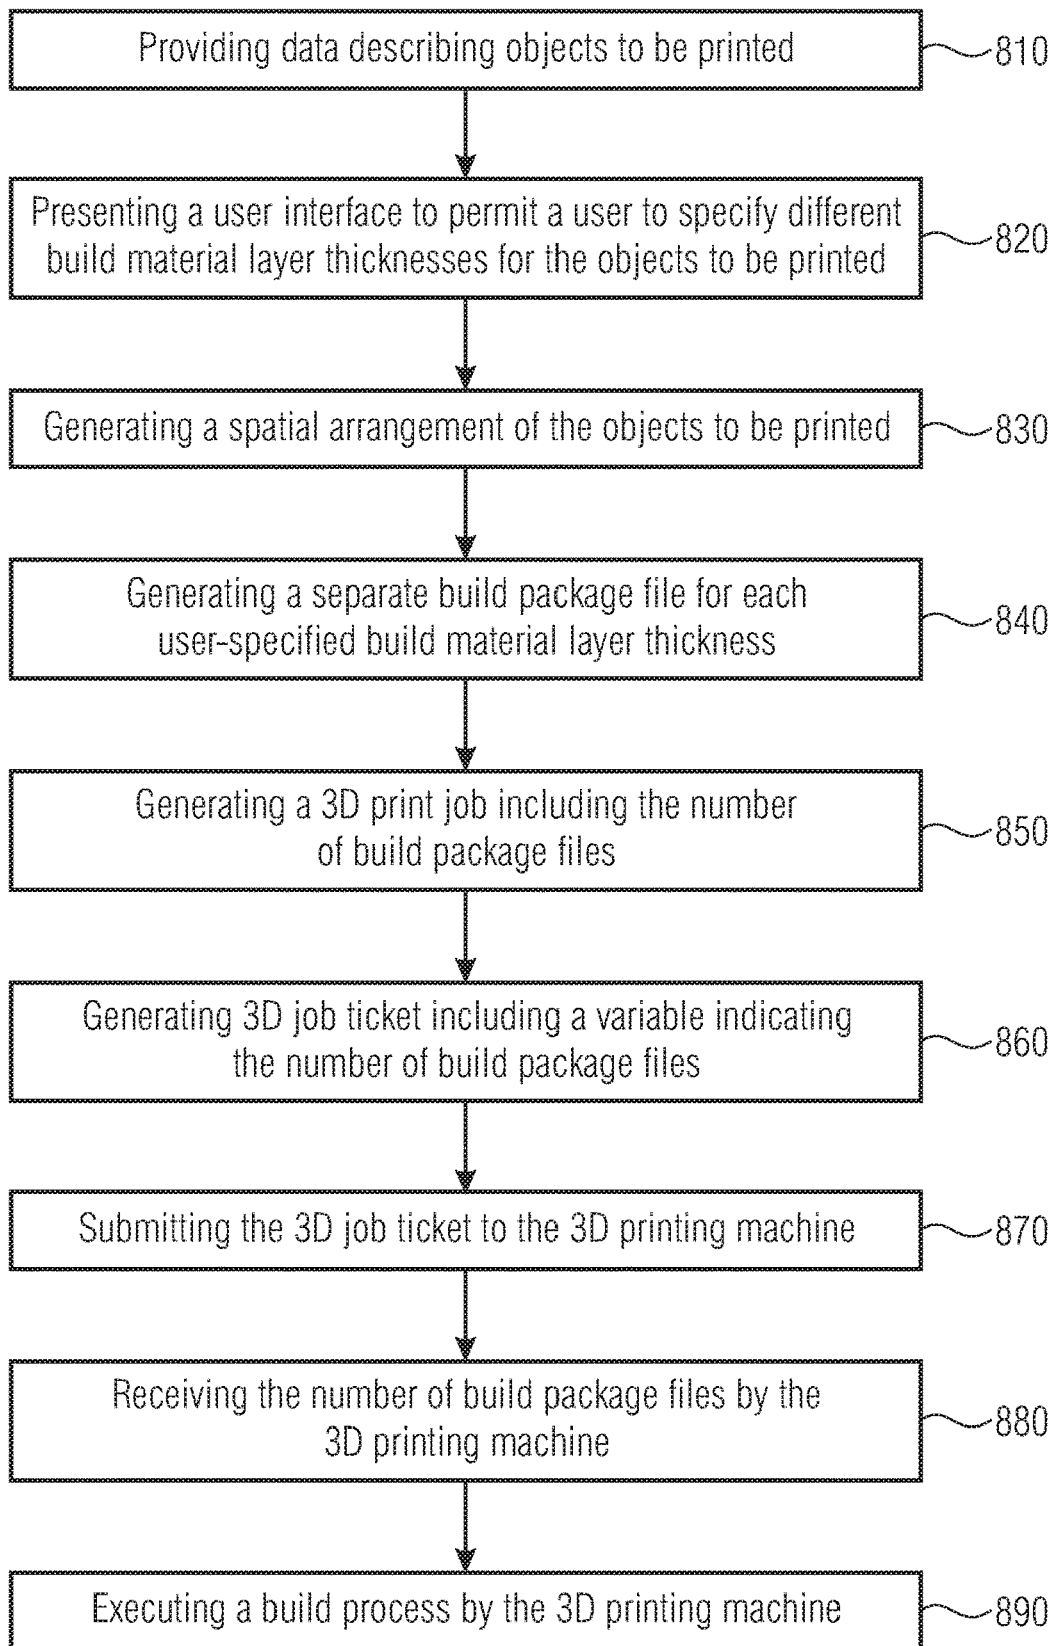 Providing data describing objects to be printed
810
Presenting a user interface to permit a user to specify different
build material layer thicknesses for the objects to be printed
820
Generating a spatial arrangement of the objects to be printed
830
Generating a separate build package file for each
user-specified build material layer thickness
840
Generating a 3D print job including the number
of build package files
850
Generating 3D job ticket including a variable indicating
the number of build package files
860
Submitting the 3D job ticket to the 3D printing machine
870
Receiving the number of build package files by the
3D printing machine
880
Executing a build process by the 3D printing machine
890